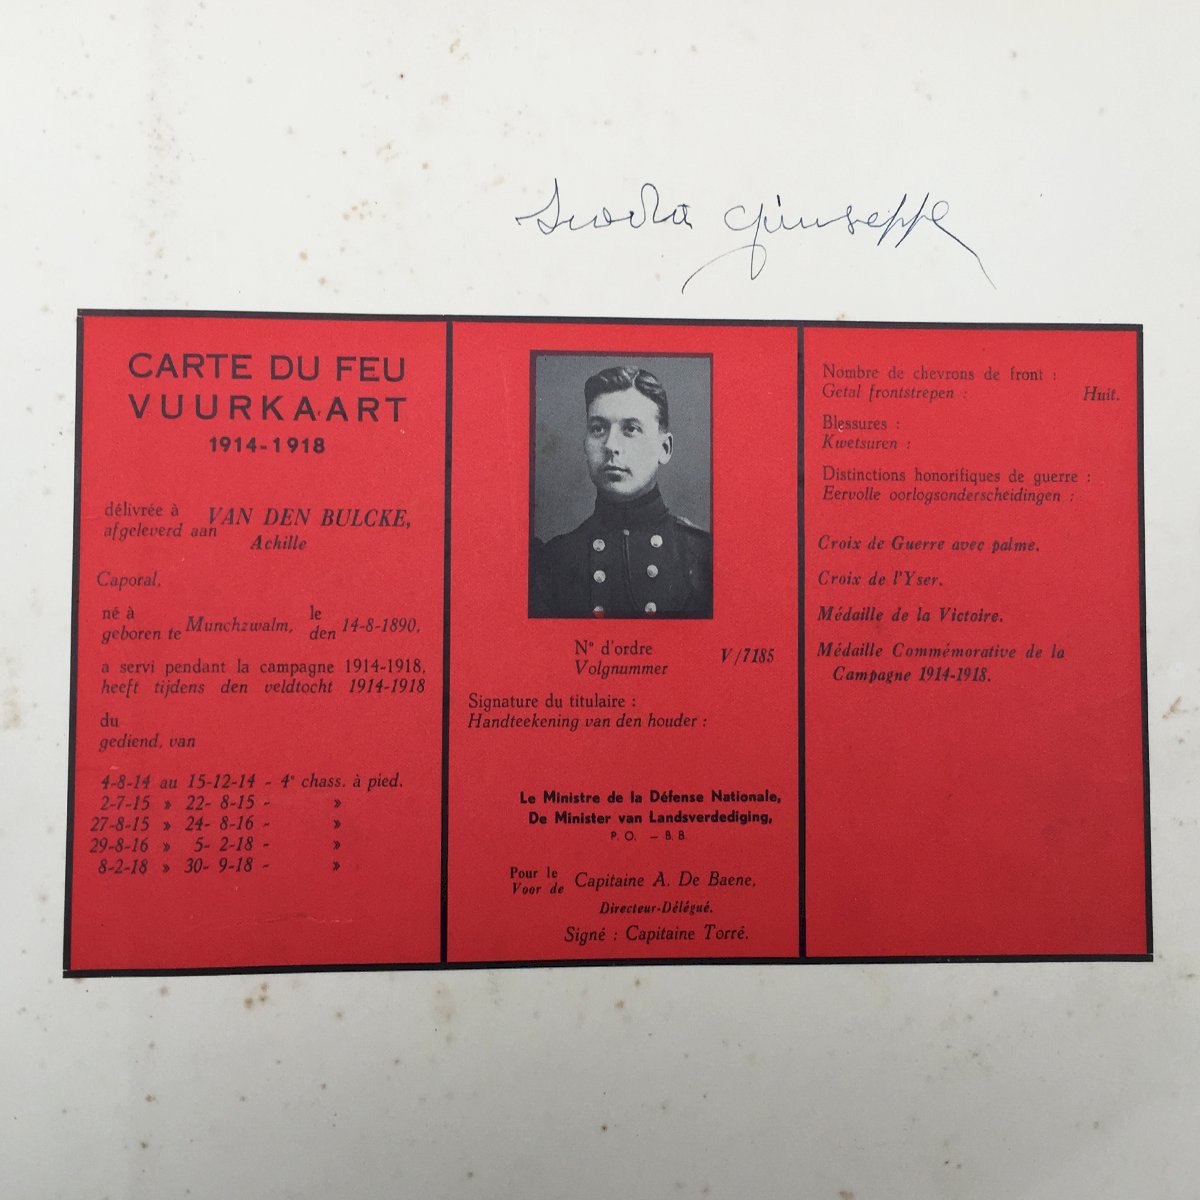 Giuseppe
CARTE DU FEU
VUURKAART
1914-1918
délivrée à
afgeleverd aan
VAN DEN BULCKE,
Achille
Caporal,
né à
geboren te
Munchzwalm,
le
den
14-8-1890,
a servi pendant la campagne 1914-1918,
heeft tijdens den veldtocht 1914-1918
du
gediend, van
4-8-14 au 15-12-14 - 4e chass. à pied.
2-7-15 » 22- 8-15 - »
27-8-15 » 24- 8-16 - »
29-8-16 » 5- 2-18 - »
8-2-18 » 30- 9-18 - »
N° d'ordre
Volgnummer
V/7185
Signature du titulaire :
Handteekening van den houder :
Le Ministre de la Défense Nationale,
De Minister van Landsverdediging,
P. O. — B. B.
Pour le
Voor de
Capitaine A. De Baene,
Directeur-Délégué.
Signé : Capitaine Torré.
Nombre de chevrons de front :
Getal frontstrepen :
Huit.
Blessures :
Kwetsuren :
Distinctions honorifiques de guerre :
Eervolle oorlogsonderscheidingen :
Croix de Guerre avec palme.
Croix de l'Yser.
Médaille de la Victoire.
Médaille Commémorative de la
Campagne 1914-1918.